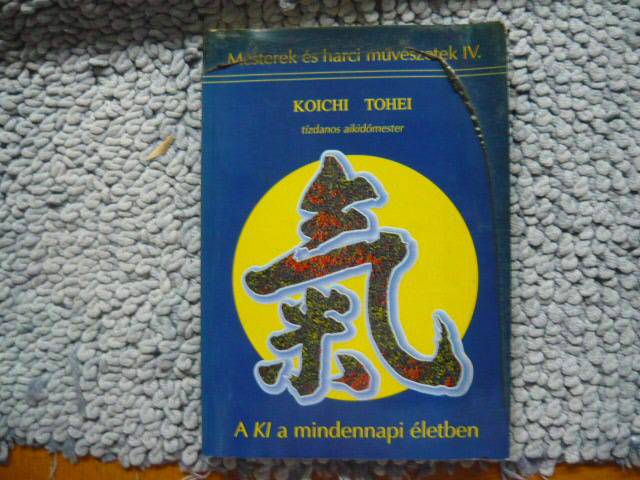 Mesterek és harci művészetek IV.
KOICHI TOHEI
tízdanos aikidómester
氣
A KI a mindennapi életben